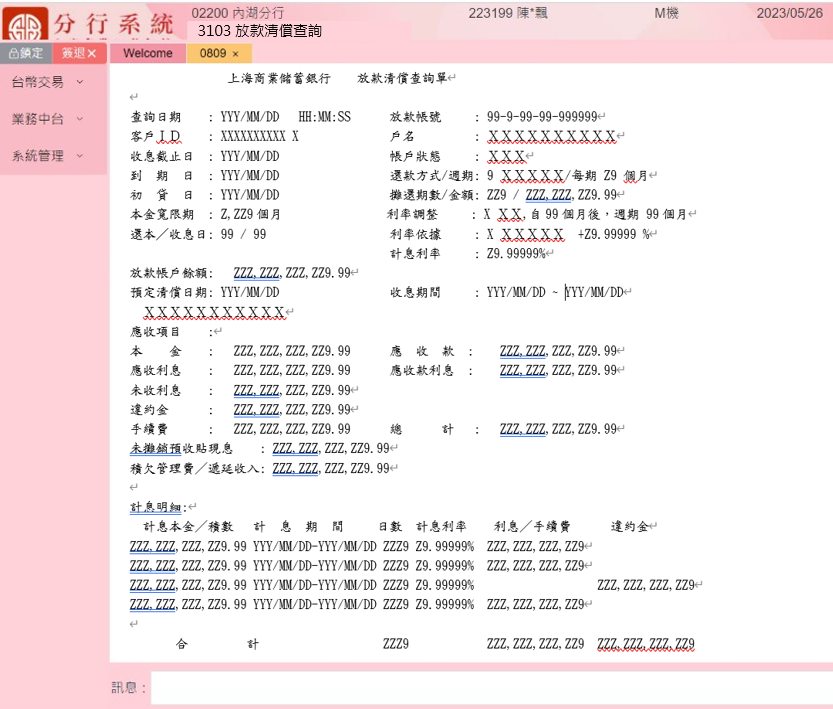 分行系統
02200 內湖分行 223199 陳*飄 M機 2023/05/26
3103 放款清償查詢
鎖定 簽退✕ Welcome 0809 ×
台幣交易
業務中台
系統管理
上海商業儲蓄銀行 放款清償查詢單↵
↵
查詢日期 : YYY/MM/DD HH:MM:SS 放款帳號 : 99-9-99-99-999999↵
客戶ＩＤ : XXXXXXXXXX X 戶名 : ＸＸＸＸＸＸＸＸＸＸ↵
收息截止日 : YYY/MM/DD 帳戶狀態 : ＸＸＸ↵
到 期 日 : YYY/MM/DD 還款方式/週期: 9 ＸＸＸＸＸ/每期 Z9 個月↵
初 貸 日 : YYY/MM/DD 攤還期數/金額: ZZ9 / ZZZ,ZZZ,ZZ9.99↵
本金寬限期 : Z,ZZ9個月 利率調整 : X ＸＸ,自99個月後，週期 99個月↵
還本／收息日: 99 / 99 利率依據 : X ＸＸＸＸＸ +Z9.99999 %↵
計息利率 : Z9.99999%↵
放款帳戶餘額: ZZZ,ZZZ,ZZZ,ZZ9.99↵
預定清償日期: YYY/MM/DD 收息期間 : YYY/MM/DD ~ YYY/MM/DD↵
ＸＸＸＸＸＸＸＸＸＸＸ↵
應收項目 :↵
本 金 : ZZZ,ZZZ,ZZZ,ZZ9.99 應 收 款 : ZZZ,ZZZ,ZZ9.99↵
應收利息 : ZZZ,ZZZ,ZZZ,ZZ9.99 應收款利息 : ZZZ,ZZZ,ZZ9.99↵
未收利息 : ZZZ,ZZZ,ZZZ,ZZ9.99↵
違約金 : ZZZ,ZZZ,ZZZ,ZZ9.99↵
手續費 : ZZZ,ZZZ,ZZZ,ZZ9.99 總 計 : ZZZ,ZZZ,ZZ9.99↵
未攤銷預收貼現息 : ZZZ,ZZZ,ZZZ,ZZ9.99↵
積欠管理費／遞延收入: ZZZ,ZZZ,ZZZ,ZZ9.99↵
↵
計息明細:↵
計息本金／積數 計 息 期 間 日數 計息利率 利息／手續費 違約金↵
ZZZ,ZZZ,ZZZ,ZZ9.99 YYY/MM/DD-YYY/MM/DD ZZZ9 Z9.99999% ZZZ,ZZZ,ZZZ,ZZ9↵
ZZZ,ZZZ,ZZZ,ZZ9.99 YYY/MM/DD-YYY/MM/DD ZZZ9 Z9.99999% ZZZ,ZZZ,ZZZ,ZZ9↵
ZZZ,ZZZ,ZZZ,ZZ9.99 YYY/MM/DD-YYY/MM/DD ZZZ9 Z9.99999% ZZZ,ZZZ,ZZZ,ZZ9↵
ZZZ,ZZZ,ZZZ,ZZ9.99 YYY/MM/DD-YYY/MM/DD ZZZ9 Z9.99999% ZZZ,ZZZ,ZZZ,ZZ9↵
↵
合 計 ZZZ9 ZZZ,ZZZ,ZZZ,ZZ9 ZZZ,ZZZ,ZZZ,ZZ9
訊息：